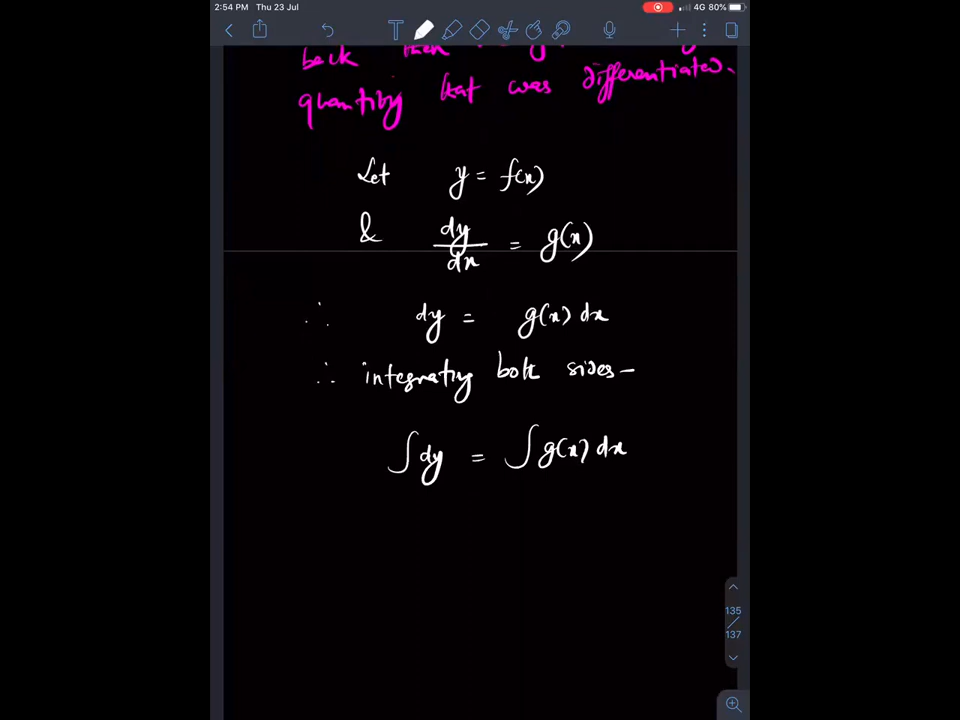 2:54 PM Thu 23 Jul 4G 80%
back then
quantity that was differentiated.
Let y = f(x)
& dy/dx = g(x)
∴ dy = g(x) dx
∴ integrating both sides–
∫dy = ∫g(x) dx
135
137